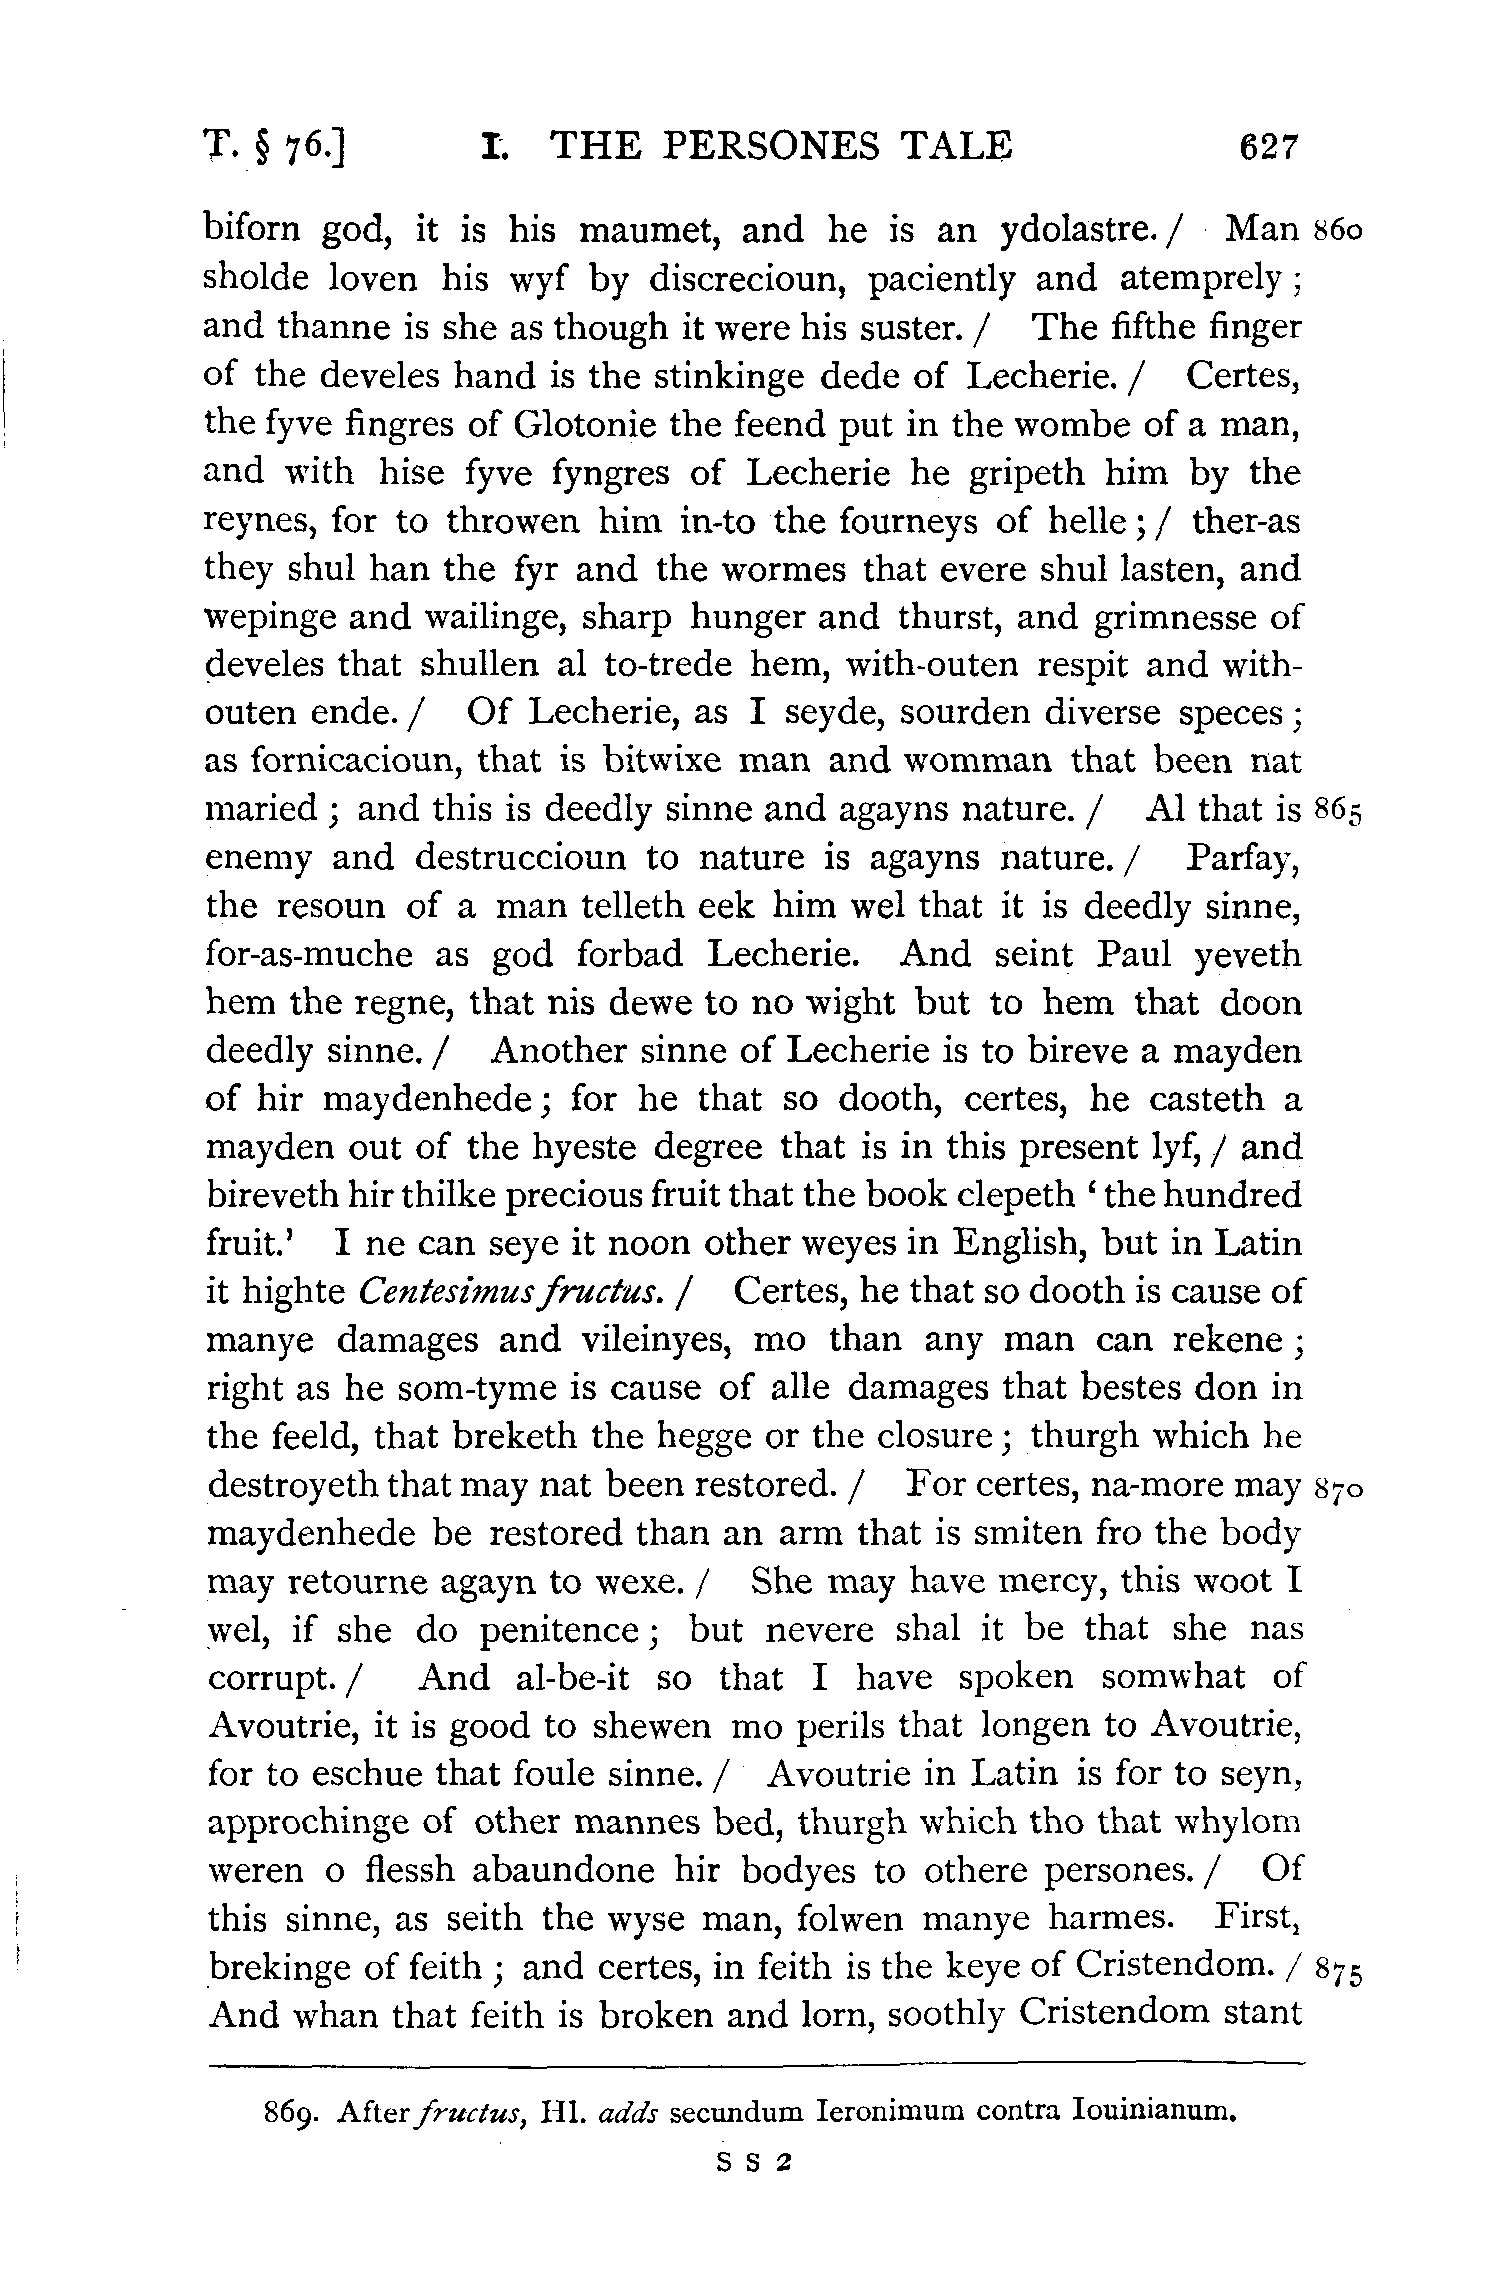 T. § 76.] I. THE PERSONES TALE 627
biforn god, it is his maumet, and he is an ydolastre. / Man 860
sholde loven his wyf by discrecioun, paciently and atemprely ;
and thanne is she as though it were his suster. / The fifthe finger
of the develes hand is the stinkinge dede of Lecherie. / Certes,
the fyve fingres of Glotonie the feend put in the wombe of a man,
and with hise fyve fyngres of Lecherie he gripeth him by the
reynes, for to throwen him in-to the fourneys of helle ; / ther-as
they shul han the fyr and the wormes that evere shul lasten, and
wepinge and wailinge, sharp hunger and thurst, and grimnesse of
develes that shullen al to-trede hem, with-outen respit and with-
outen ende. / Of Lecherie, as I seyde, sourden diverse speces ;
as fornicacioun, that is bitwixe man and womman that been nat
maried ; and this is deedly sinne and agayns nature. / Al that is 865
enemy and destruccioun to nature is agayns nature. / Parfay,
the resoun of a man telleth eek him wel that it is deedly sinne,
for-as-muche as god forbad Lecherie. And seint Paul yeveth
hem the regne, that nis dewe to no wight but to hem that doon
deedly sinne. / Another sinne of Lecherie is to bireve a mayden
of hir maydenhede ; for he that so dooth, certes, he casteth a
mayden out of the hyeste degree that is in this present lyf, / and
bireveth hir thilke precious fruit that the book clepeth ‘ the hundred
fruit.’ I ne can seye it noon other weyes in English, but in Latin
it highte Centesimus fructus. / Certes, he that so dooth is cause of
manye damages and vileinyes, mo than any man can rekene ;
right as he som-tyme is cause of alle damages that bestes don in
the feeld, that breketh the hegge or the closure ; thurgh which he
destroyeth that may nat been restored. / For certes, na-more may 870
maydenhede be restored than an arm that is smiten fro the body
may retourne agayn to wexe. / She may have mercy, this woot I
wel, if she do penitence ; but nevere shal it be that she nas
corrupt. / And al-be-it so that I have spoken somwhat of
Avoutrie, it is good to shewen mo perils that longen to Avoutrie,
for to eschue that foule sinne. / Avoutrie in Latin is for to seyn,
approchinge of other mannes bed, thurgh which tho that whylom
weren o flessh abaundone hir bodyes to othere persones. / Of
this sinne, as seith the wyse man, folwen manye harmes. First,
brekinge of feith ; and certes, in feith is the keye of Cristendom. / 875
And whan that feith is broken and lorn, soothly Cristendom stant
869. After fructus, Hl. adds secundum Ieronimum contra Iouinianum.
S S 2